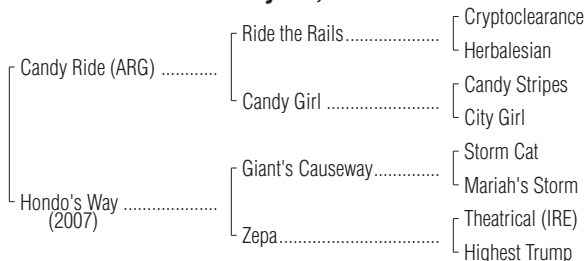 Cryptoclearance
Ride the Rails....................
Herbalesian
Candy Ride (ARG) ............
Candy Stripes
Candy Girl ........................
City Girl
Storm Cat
Giant's Causeway..............
Mariah's Storm
Hondo's Way ....................
(2007)
Theatrical (IRE)
Zepa..................................
Highest Trump